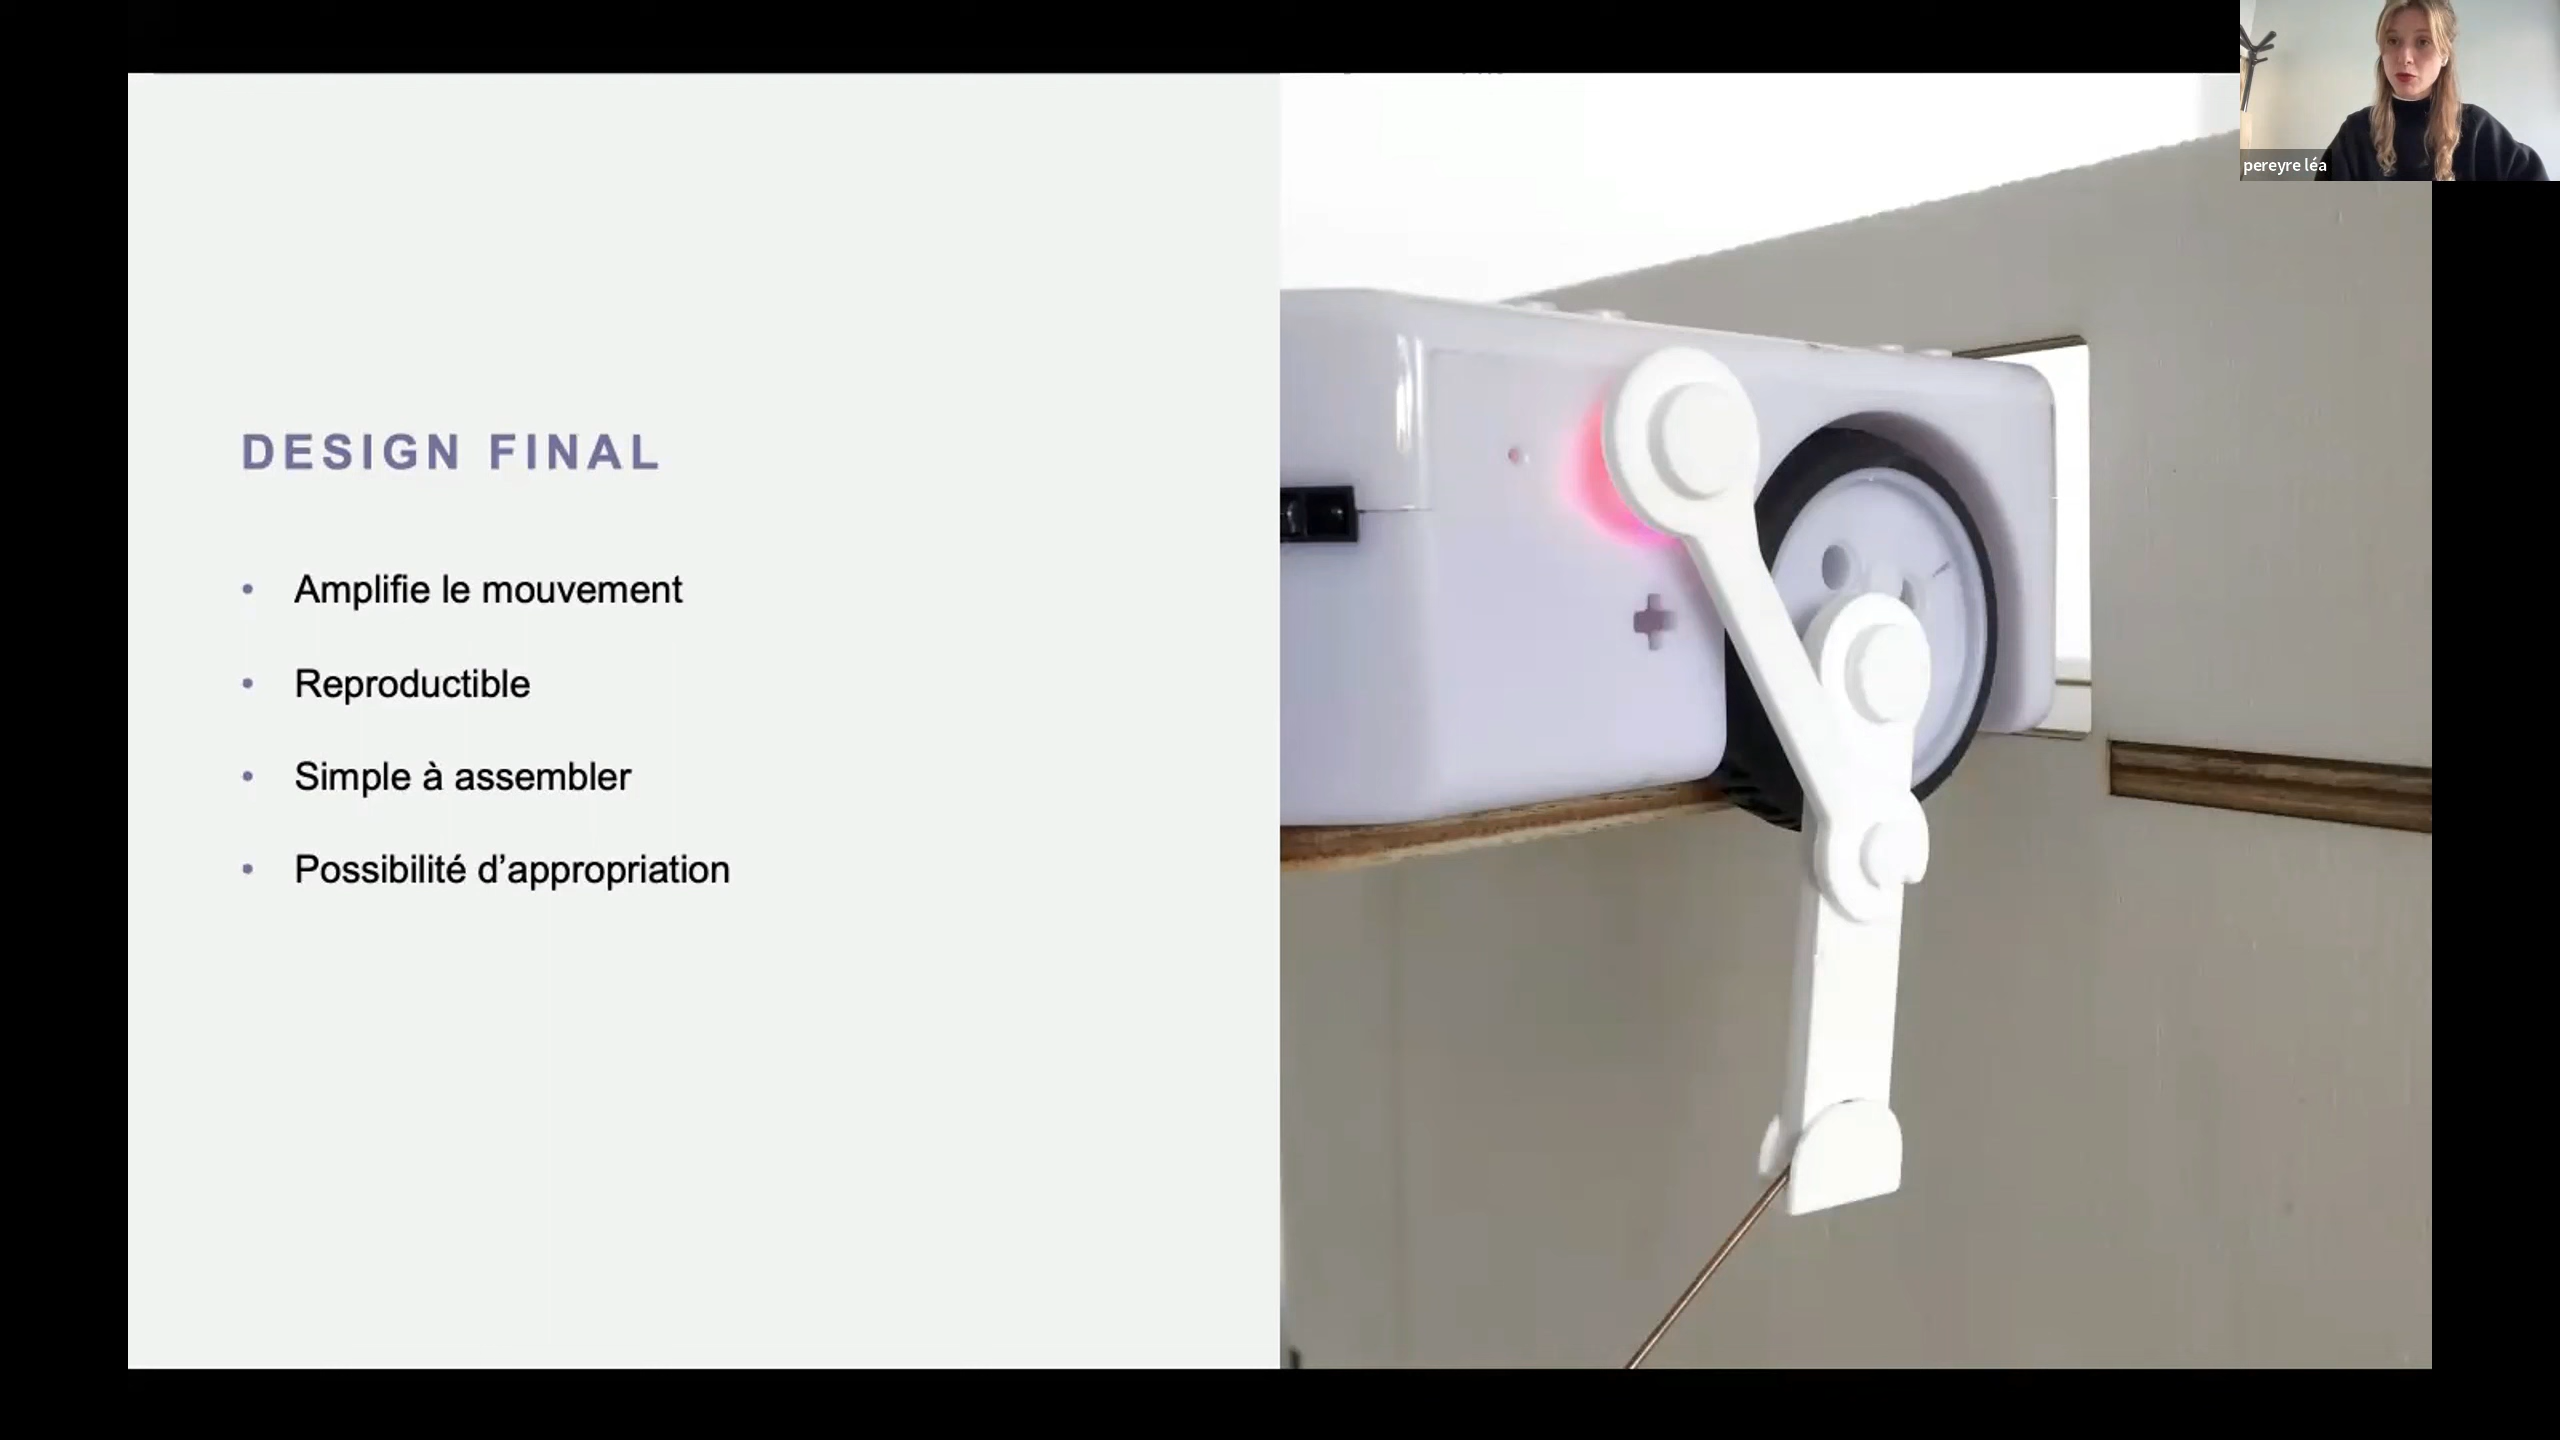 pereyre léa
DESIGN FINAL
• Amplifie le mouvement
• Reproductible
• Simple à assembler
• Possibilité d’appropriation